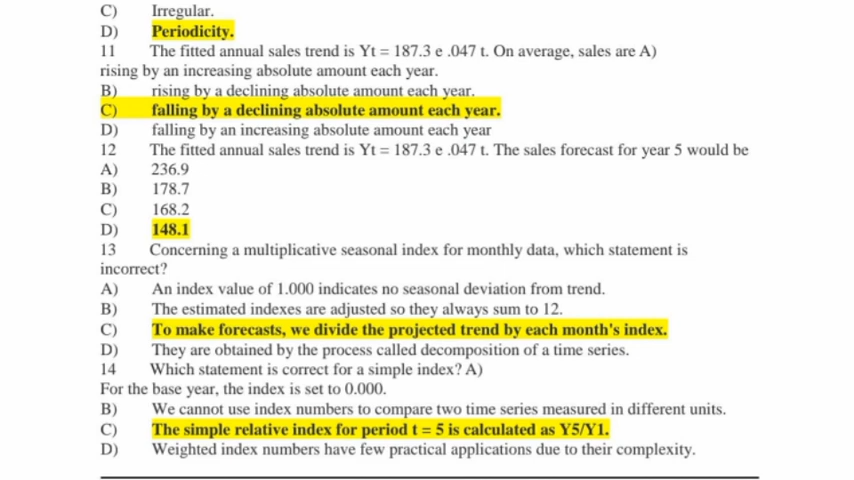 C) Irregular.
D) Periodicity.
11 The fitted annual sales trend is Yt = 187.3 e .047 t. On average, sales are A)
rising by an increasing absolute amount each year.
B) rising by a declining absolute amount each year.
C) falling by a declining absolute amount each year.
D) falling by an increasing absolute amount each year
12 The fitted annual sales trend is Yt = 187.3 e .047 t. The sales forecast for year 5 would be
A) 236.9
B) 178.7
C) 168.2
D) 148.1
13 Concerning a multiplicative seasonal index for monthly data, which statement is
incorrect?
A) An index value of 1.000 indicates no seasonal deviation from trend.
B) The estimated indexes are adjusted so they always sum to 12.
C) To make forecasts, we divide the projected trend by each month's index.
D) They are obtained by the process called decomposition of a time series.
14 Which statement is correct for a simple index? A)
For the base year, the index is set to 0.000.
B) We cannot use index numbers to compare two time series measured in different units.
C) The simple relative index for period t = 5 is calculated as Y5/Y1.
D) Weighted index numbers have few practical applications due to their complexity.